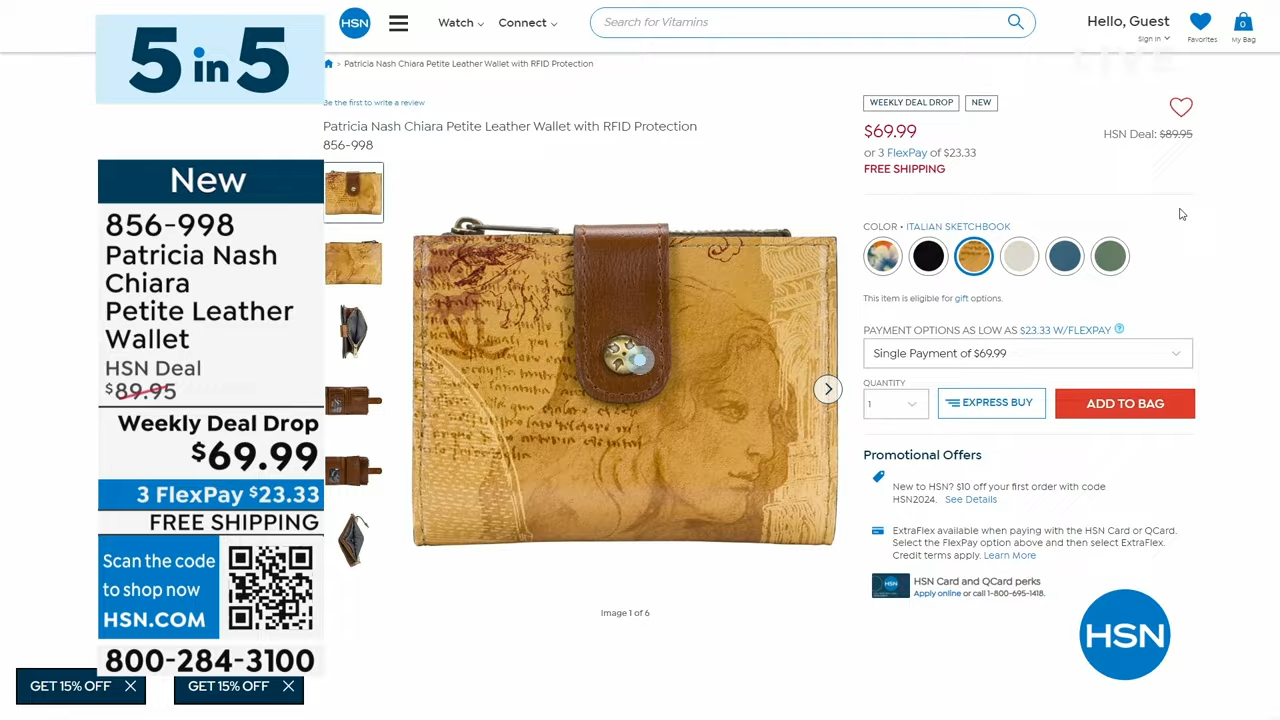 5 in 5
HSN
Watch
Connect
Search for Vitamins
Hello, Guest
Sign In
Favorites
0
My Bag
LIVE
> Patricia Nash Chiara Petite Leather Wallet with RFID Protection
Be the first to write a review
Patricia Nash Chiara Petite Leather Wallet with RFID Protection
856-998
WEEKLY DEAL DROP
NEW
$69.99
HSN Deal: $89.95
or 3 FlexPay of $23.33
FREE SHIPPING
COLOR • ITALIAN SKETCHBOOK
This item is eligible for gift options.
PAYMENT OPTIONS AS LOW AS $23.33 W/FLEXPAY ?
Single Payment of $69.99
QUANTITY
1
EXPRESS BUY
ADD TO BAG
Promotional Offers
New to HSN? $10 off your first order with code
HSN2024. See Details
ExtraFlex available when paying with the HSN Card or QCard.
Select the FlexPay option above and then select ExtraFlex.
Credit terms apply. Learn More
HSN
HSN Card and QCard perks
Apply online or call 1-800-695-1418.
HSN
Image 1 of 6
New
856-998
Patricia Nash
Chiara
Petite Leather
Wallet
HSN Deal
$89.95
Weekly Deal Drop
$69.99
3 FlexPay $23.33
FREE SHIPPING
Scan the code
to shop now
HSN.COM
800-284-3100
GET 15% OFF
GET 15% OFF